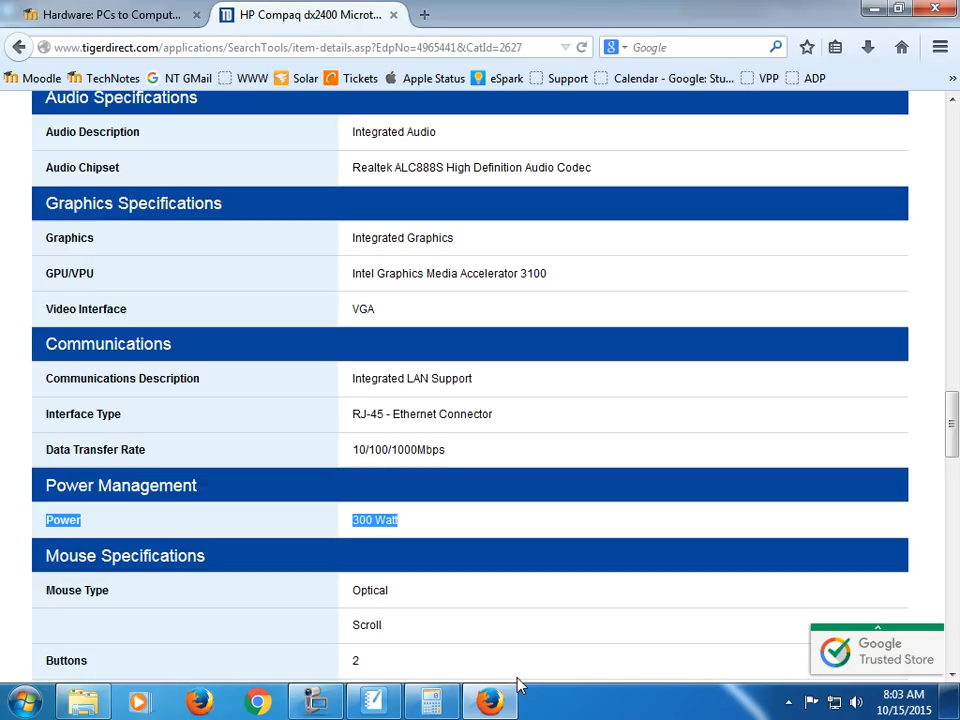 Hardware: PCs to Comput...
HP Compaq dx2400 Microt...
www.tigerdirect.com/applications/SearchTools/item-details.asp?EdpNo=4965441&CatId=2627
Google
Moodle
TechNotes
NT GMail
WWW
Solar
Tickets
Apple Status
eSpark
Support
Calendar - Google: Stu...
VPP
ADP
Audio Specifications
Audio Description Integrated Audio
Audio Chipset Realtek ALC888S High Definition Audio Codec
Graphics Specifications
Graphics Integrated Graphics
GPU/VPU Intel Graphics Media Accelerator 3100
Video Interface VGA
Communications
Communications Description Integrated LAN Support
Interface Type RJ-45 - Ethernet Connector
Data Transfer Rate 10/100/1000Mbps
Power Management
Power 300 Watt
Mouse Specifications
Mouse Type Optical
Scroll
Buttons 2
Google
Trusted Store
8:03 AM
10/15/2015